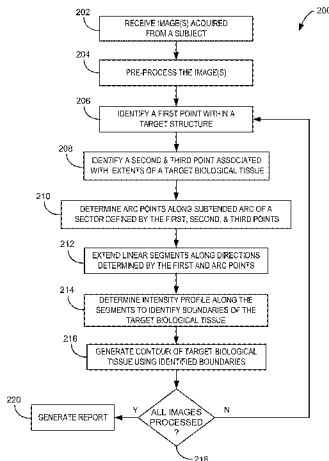 200
202
RECEIVE IMAGE(S) ACQUIRED
FROM A SUBJECT
204
PRE-PROCESS THE IMAGE(S)
206
IDENTIFY A FIRST POINT WITHIN A
TARGET STRUCTURE
208
IDENTIFY A SECOND & THIRD POINT ASSOCIATED
WITH EXTENTS OF A TARGET BIOLOGICAL TISSUE
210
DETERMINE ARC POINTS ALONG SUBTENDED ARC OF A
SECTOR DEFINED BY THE FIRST, SECOND, & THIRD POINTS
212
EXTEND LINEAR SEGMENTS ALONG DIRECTIONS
DETERMINED BY THE FIRST AND ARC POINTS
214
DETERMINE INTENSITY PROFILE ALONG THE
SEGMENTS TO IDENTIFY BOUNDARIES OF THE
TARGET BIOLOGICAL TISSUE
216
GENERATE CONTOUR OF TARGET BIOLOGICAL
TISSUE USING IDENTIFIED BOUNDARIES
220
GENERATE REPORT
Y
ALL IMAGES
PROCESSED
?
N
218